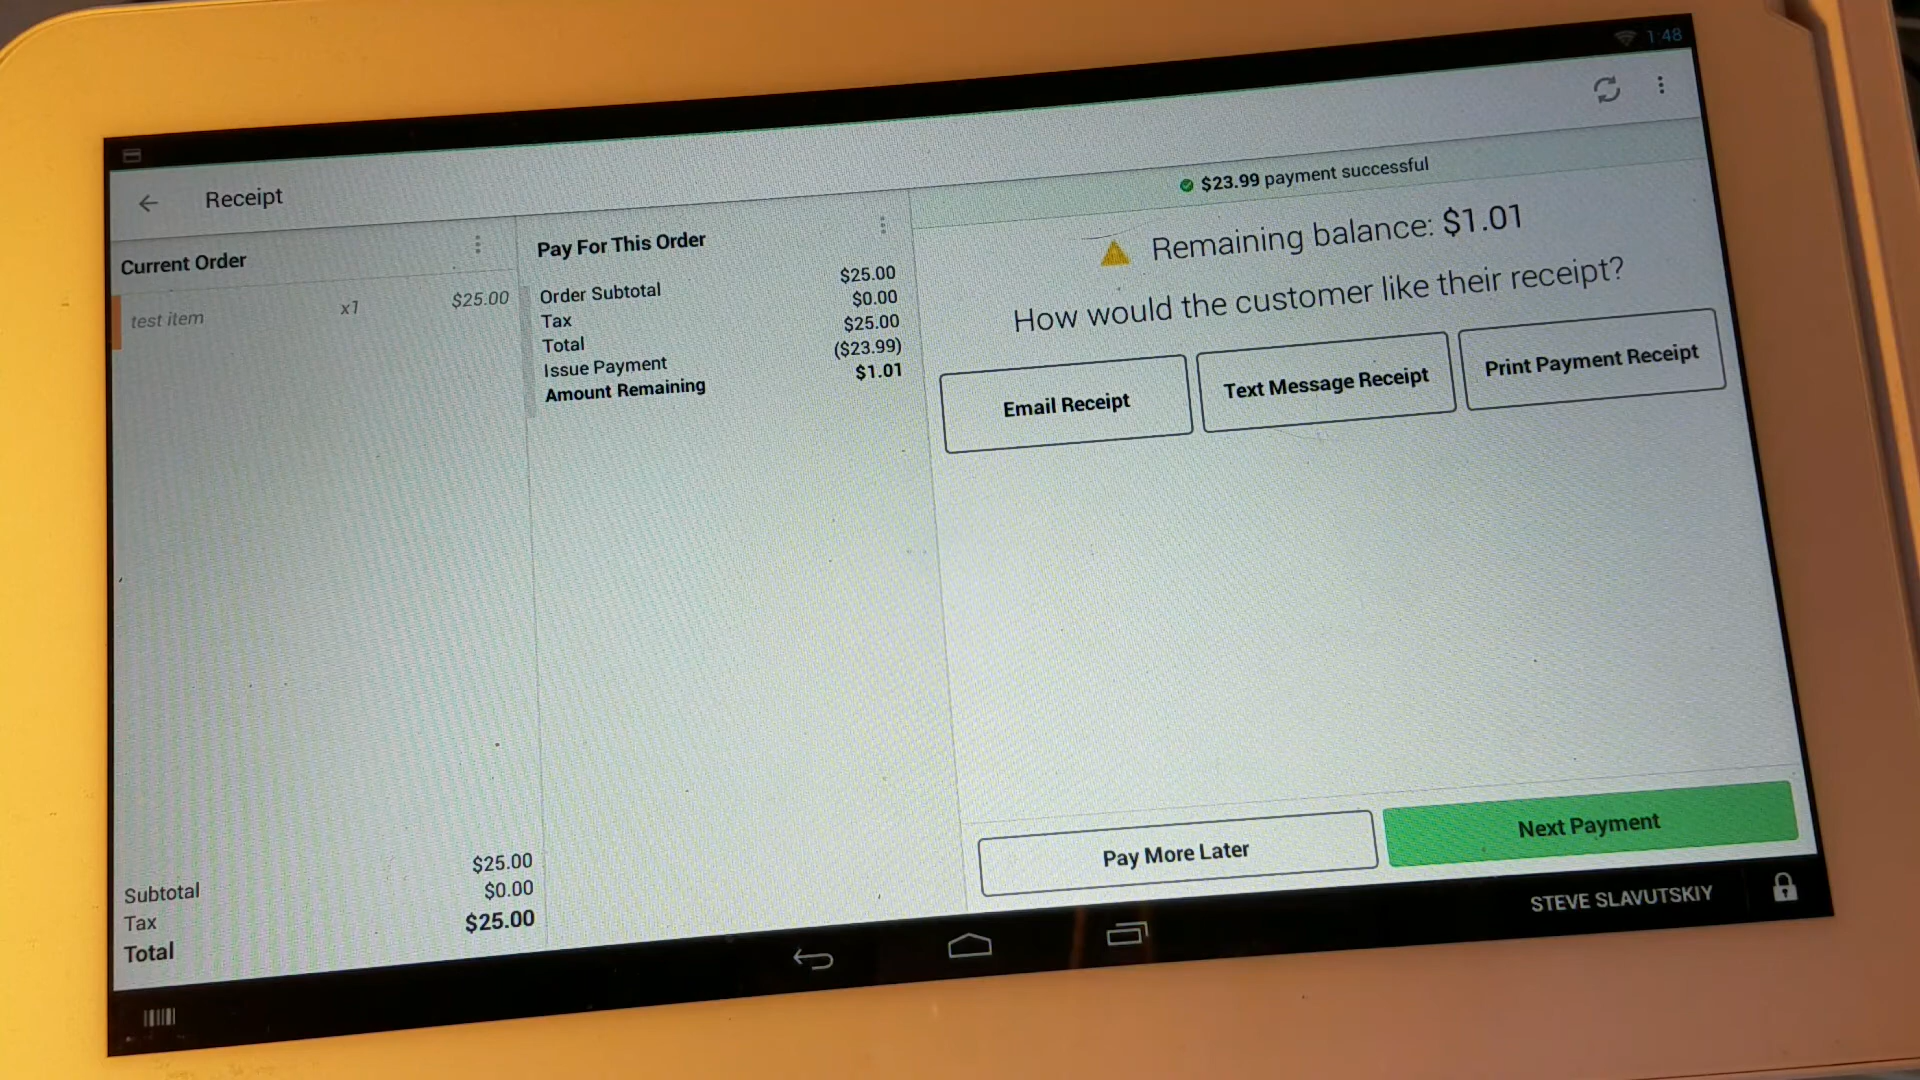 1:48
Receipt
Current Order
test item x1 $25.00
Subtotal $25.00
Tax $0.00
Total $25.00
Pay For This Order
Order Subtotal $25.00
Tax $0.00
Total $25.00
Issue Payment ($23.99)
Amount Remaining $1.01
$23.99 payment successful
Remaining balance: $1.01
How would the customer like their receipt?
Email Receipt
Text Message Receipt
Print Payment Receipt
Pay More Later
Next Payment
STEVE SLAVUTSKIY